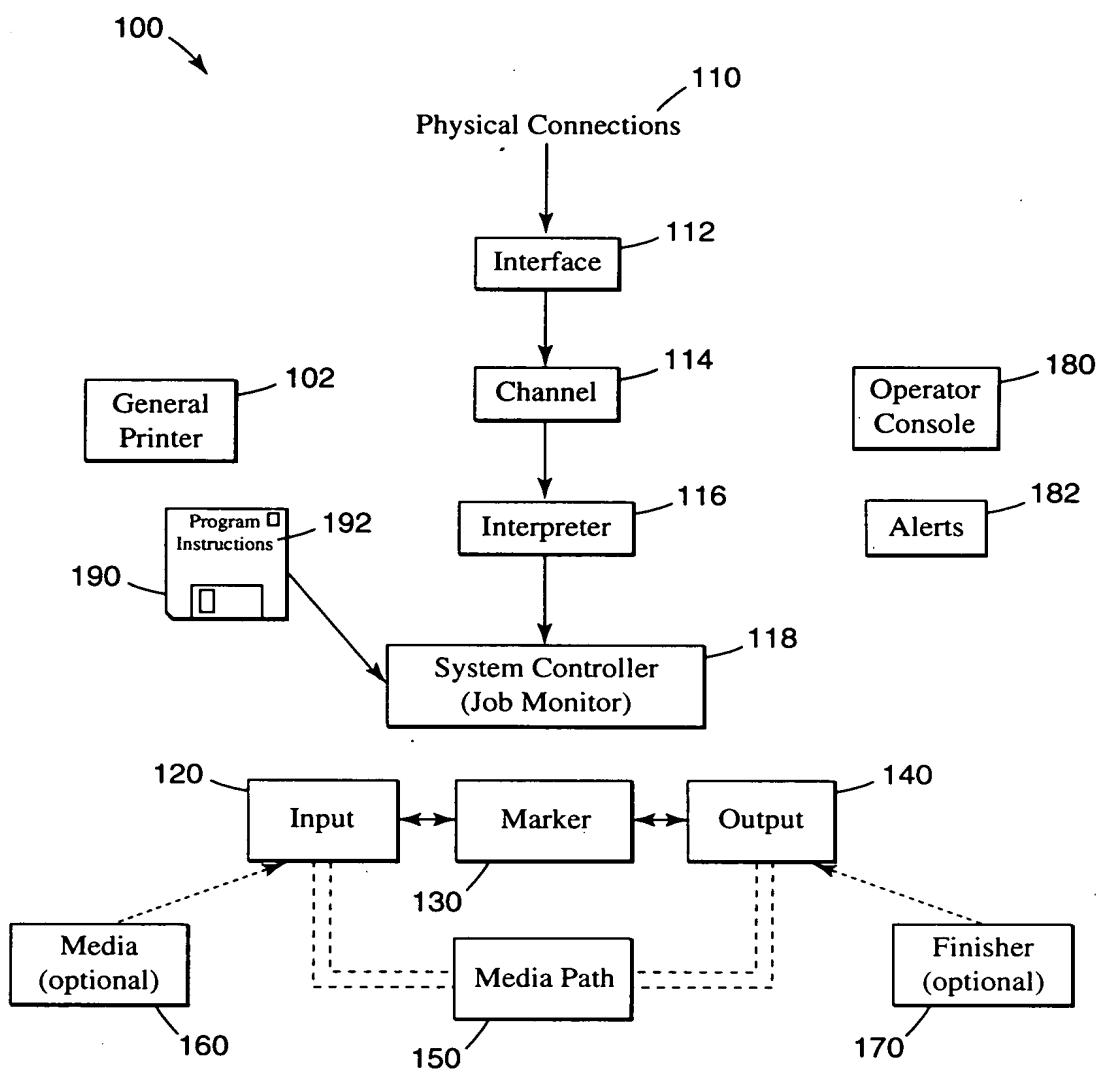 100
110
Physical Connections
112
Interface
102
114
180
General
Printer
Channel
Operator
Console
116
182
Program
Instructions
192
Interpreter
Alerts
190
118
System Controller
(Job Monitor)
120
140
Input
Marker
Output
130
Media
(optional)
Media Path
Finisher
(optional)
160
150
170